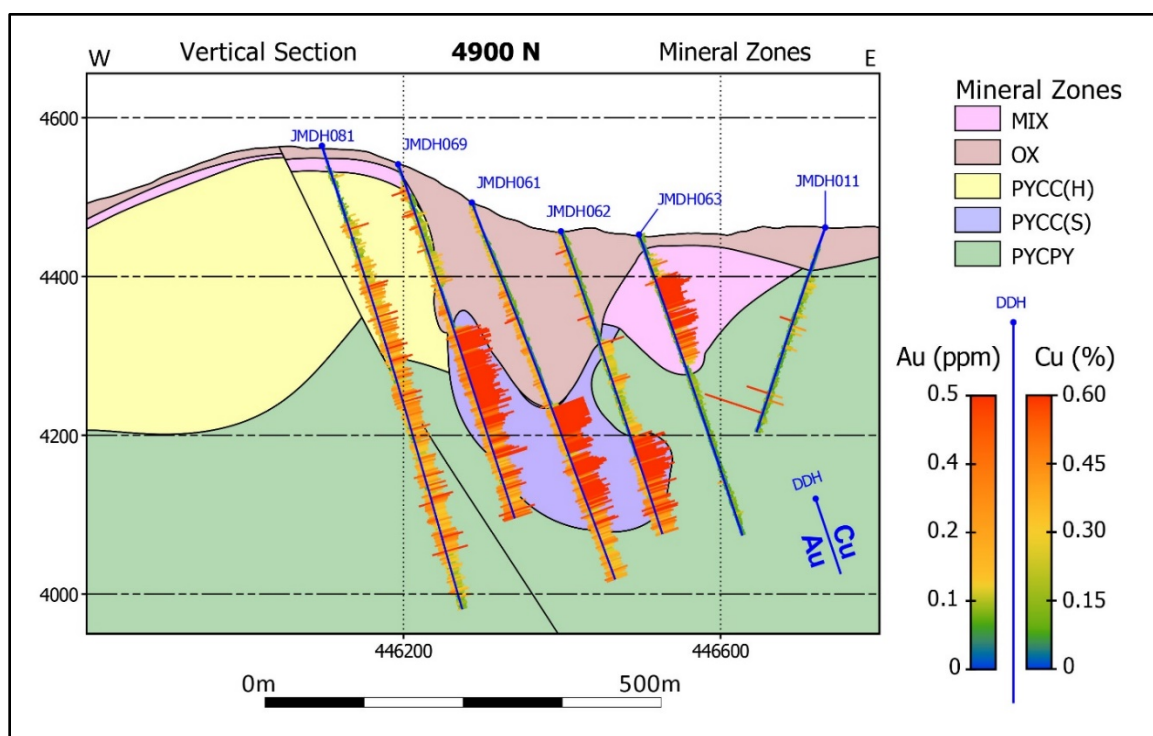 W Vertical Section 4900 N Mineral Zones E
4600
4400
4200
4000
446200 446600
JMDH081
JMDH069
JMDH061
JMDH062
JMDH063
JMDH011
DDH
Cu
Au
0m 500m
Mineral Zones
MIX
OX
PYCC(H)
PYCC(S)
PYCPY
DDH
Au (ppm) Cu (%)
0.5 0.60
0.4 0.45
0.2 0.30
0.1 0.15
0 0